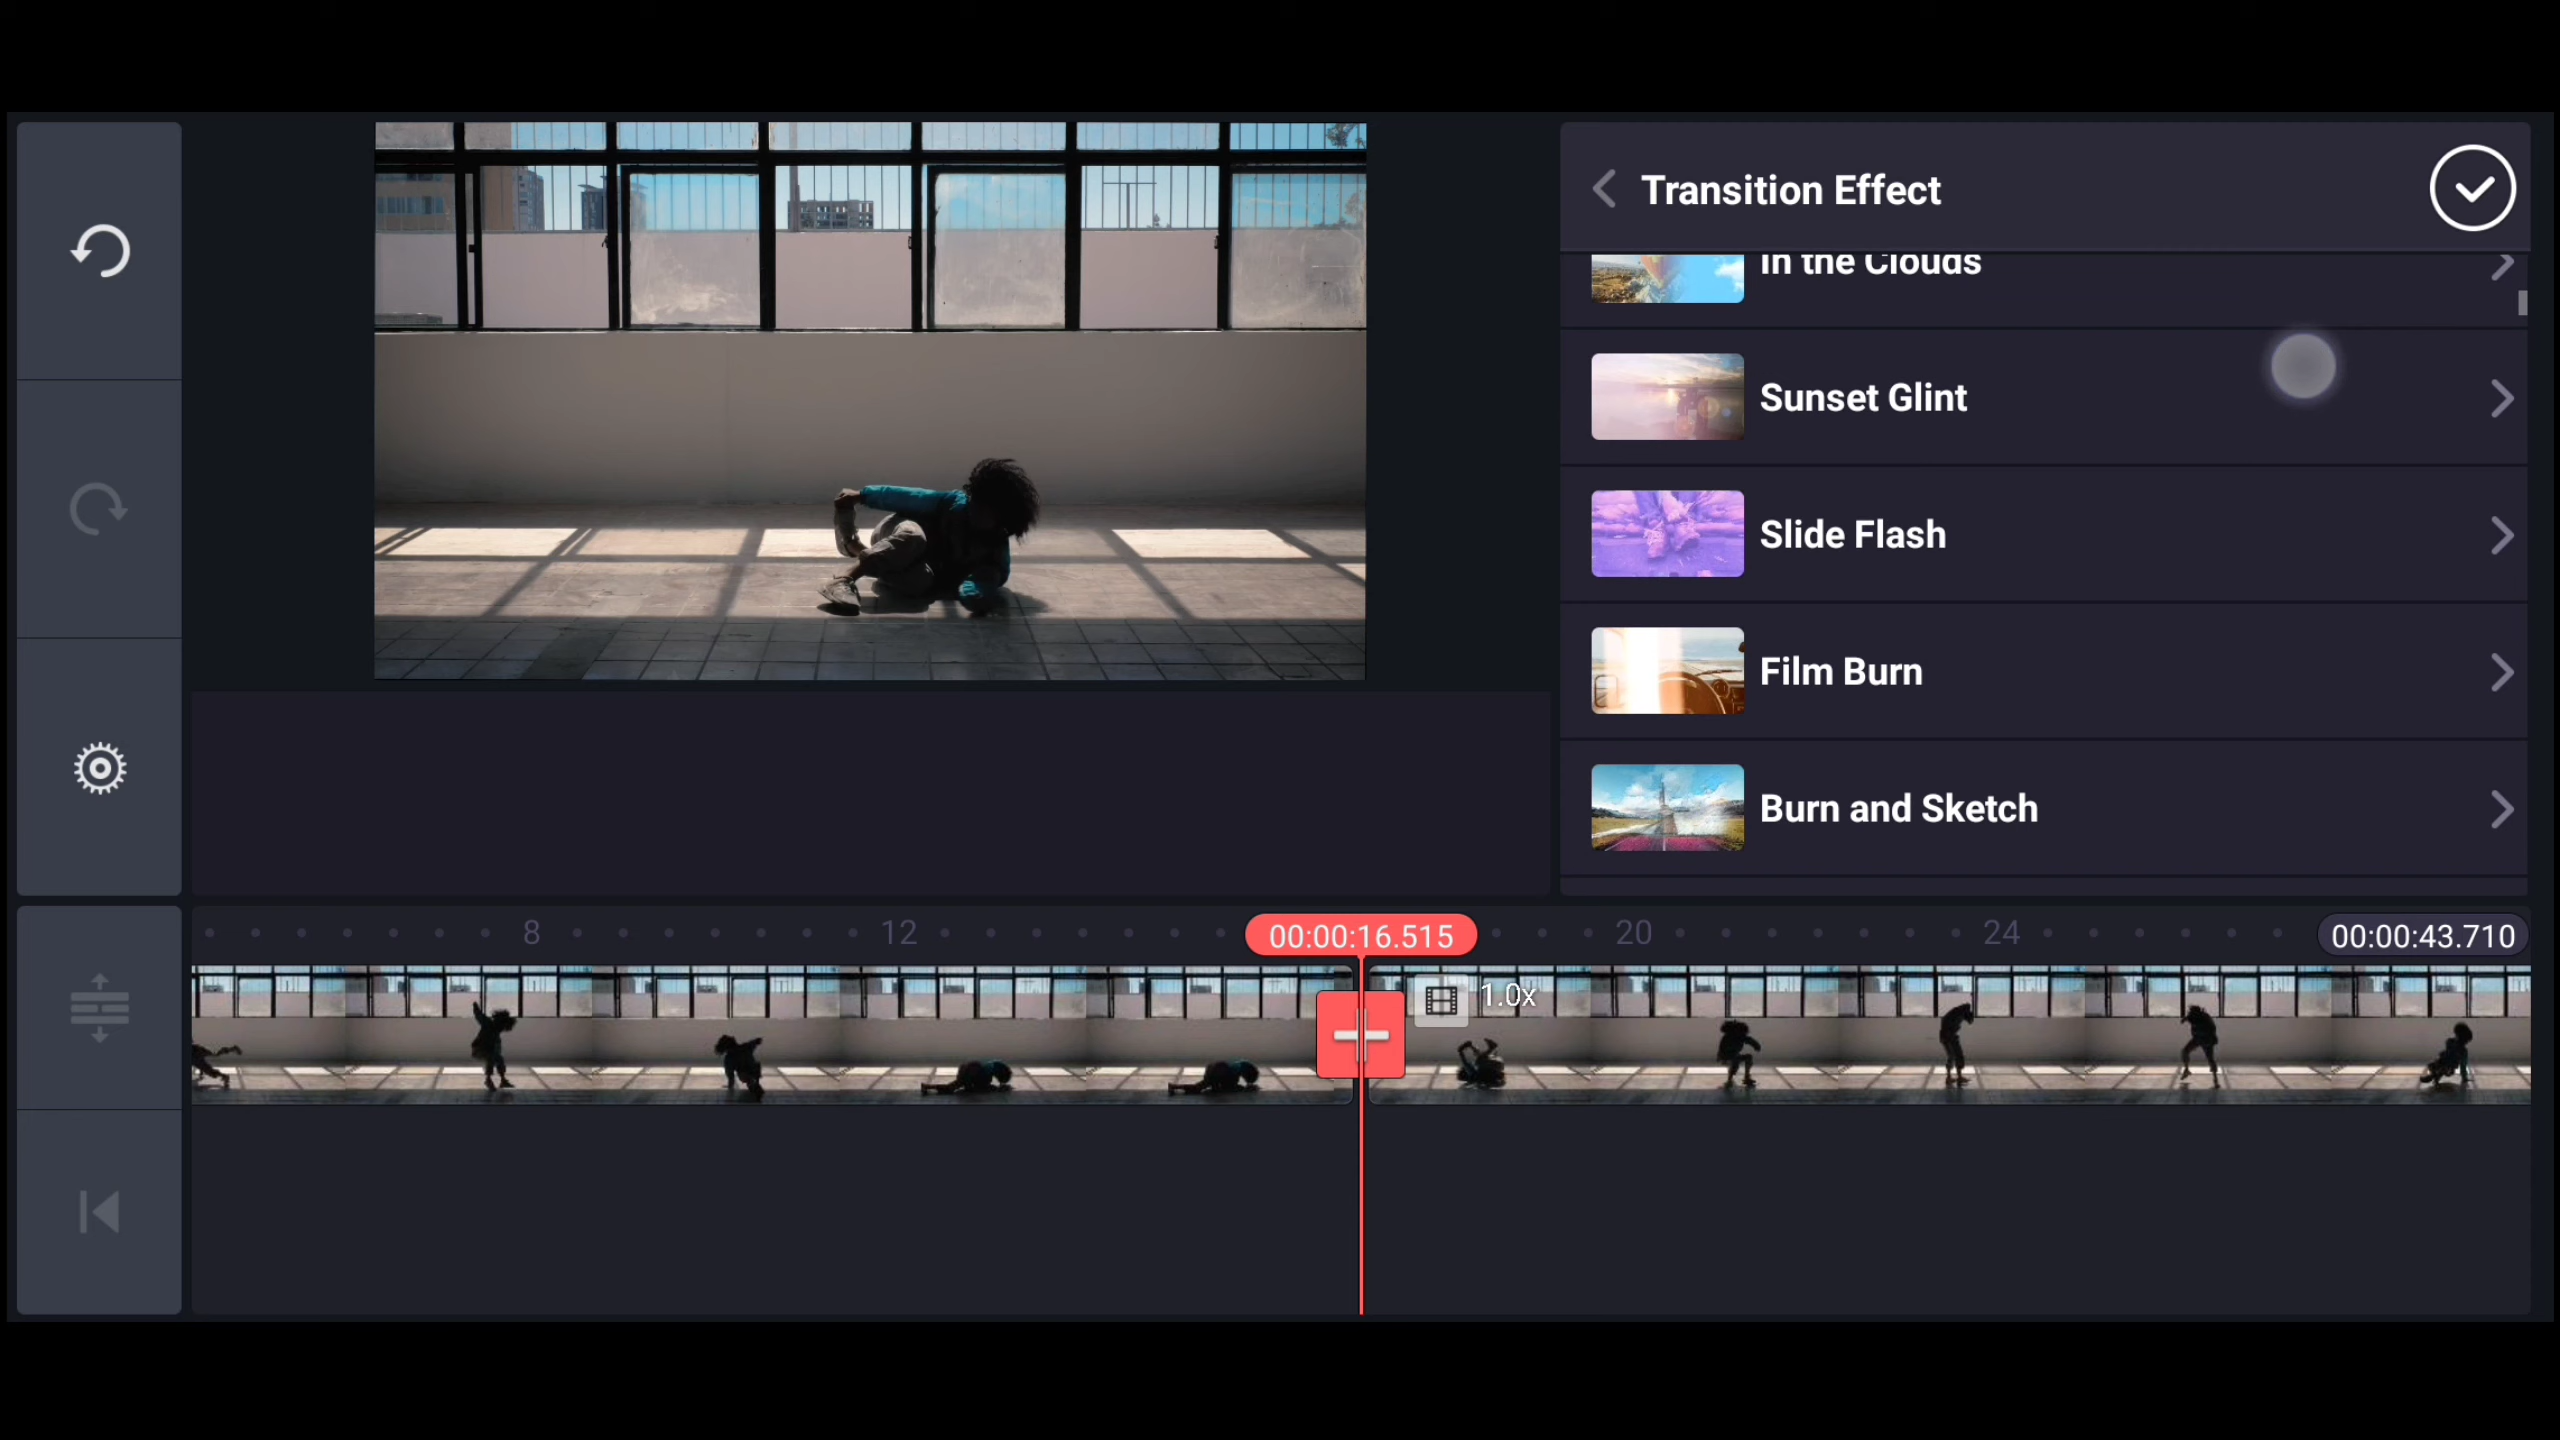 Transition Effect
In the Clouds
Sunset Glint
Slide Flash
Film Burn
Burn and Sketch
8
12
00:00:16.515
20
24
00:00:43.710
1.0x